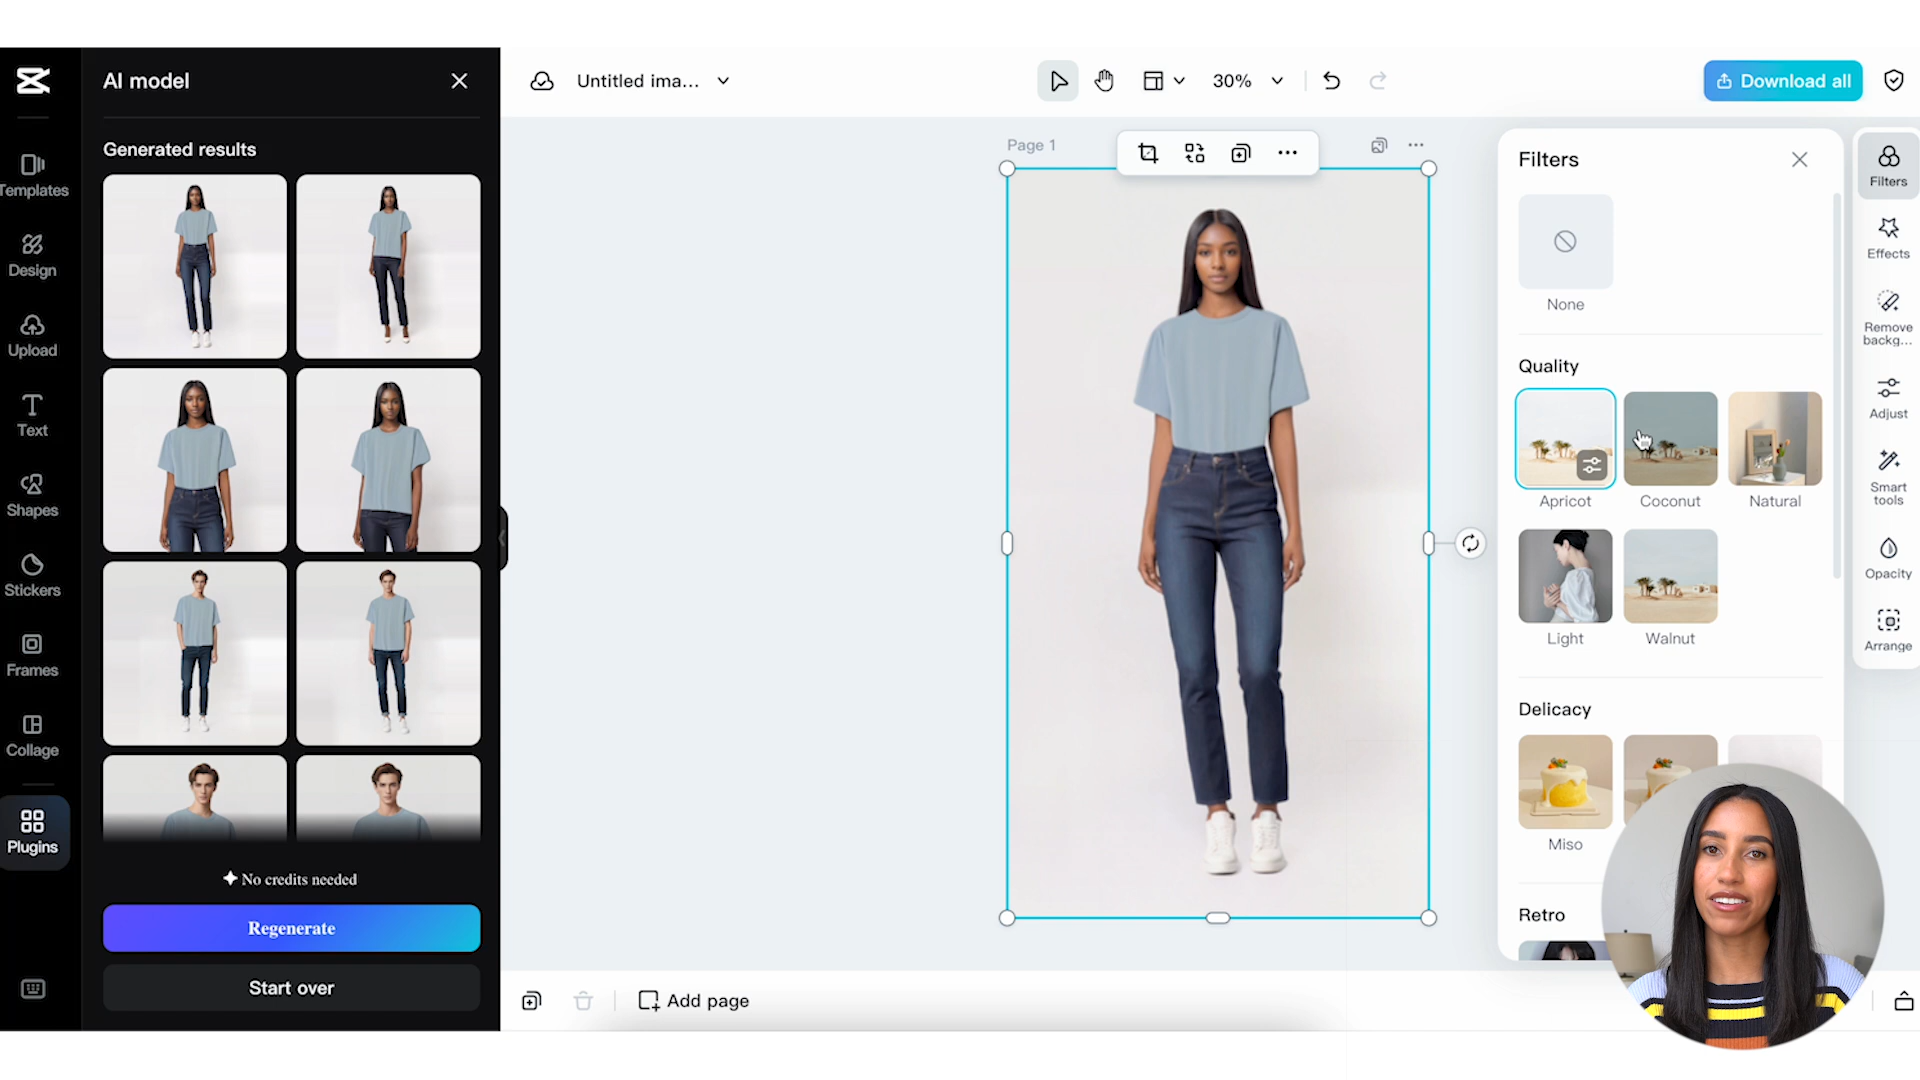 AI model
Untitled ima...
30%
Download all
Generated results
Templates
Design
Upload
Text
Shapes
Stickers
Frames
Collage
Plugins
No credits needed
Regenerate
Start over
Page 1
Add page
Filters
None
Quality
Apricot
Coconut
Natural
Light
Walnut
Delicacy
Miso
Retro
Filters
Effects
Remove
backg...
Adjust
Smart
tools
Opacity
Arrange